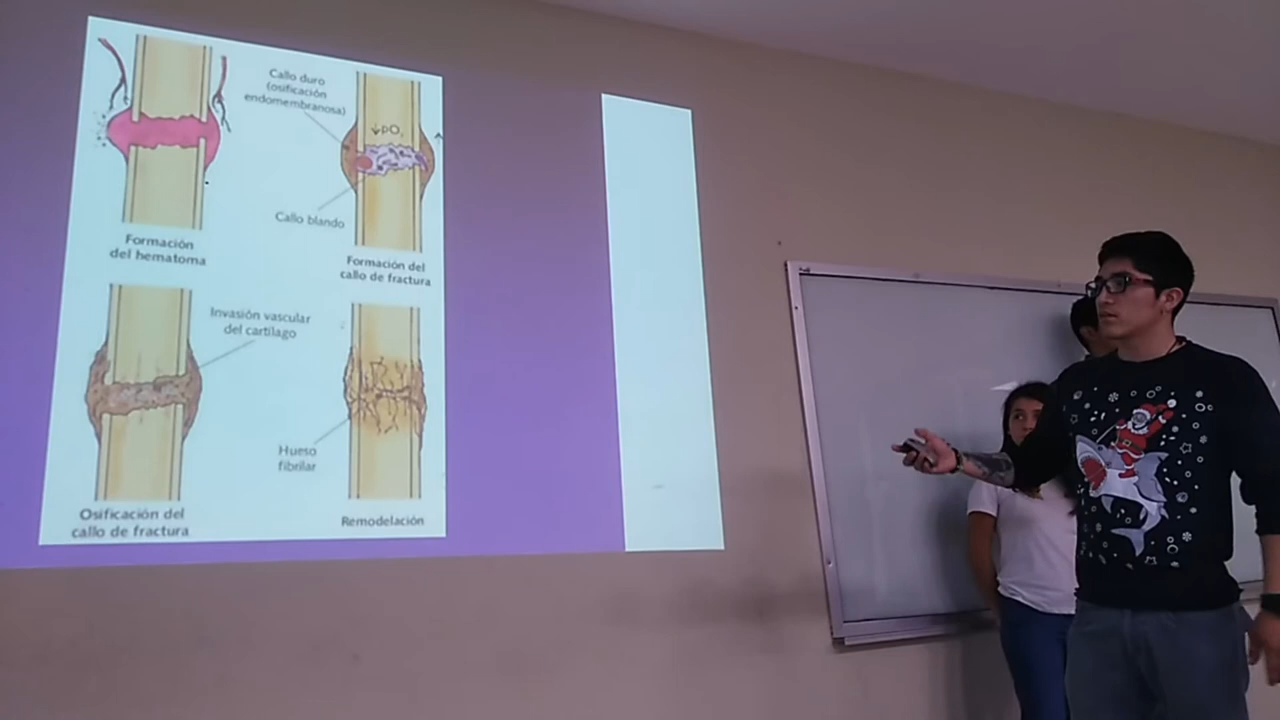 Formación
del hematoma
Callo duro
(osificación
endomembranosa)
↓pO₂
Callo blando
Formación del
callo de fractura
Invasión vascular
del cartílago
Osificación del
callo de fractura
Hueso
fibrilar
Remodelación